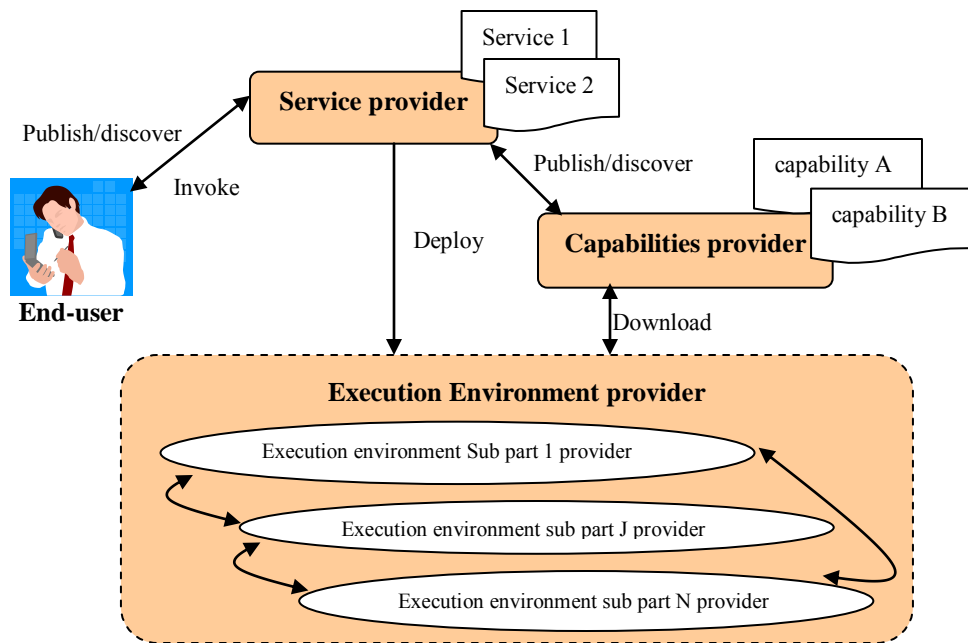 Service 1
Service 2
Service provider
Publish/discover
Invoke
Publish/discover
capability A
capability B
Capabilities provider
Deploy
End-user
Download
Execution Environment provider
Execution environment Sub part 1 provider
Execution environment sub part J provider
Execution environment sub part N provider